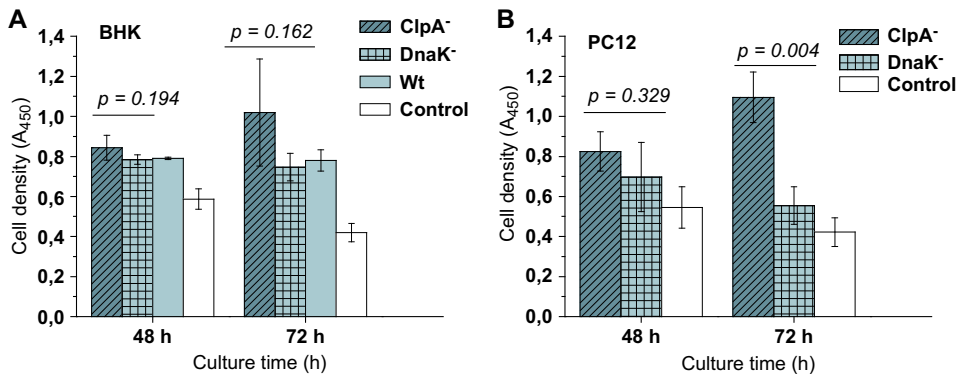 A
BHK
p = 0.162
p = 0.194
ClpA⁻
DnaK⁻
Wt
Control
1,4
1,2
1,0
0,8
0,6
0,4
0,2
0,0
Cell density (A₄₅₀)
48 h
72 h
Culture time (h)
B
PC12
p = 0.004
p = 0.329
ClpA⁻
DnaK⁻
Control
1,4
1,2
1,0
0,8
0,6
0,4
0,2
0,0
Cell density (A₄₅₀)
48 h
72 h
Culture time (h)